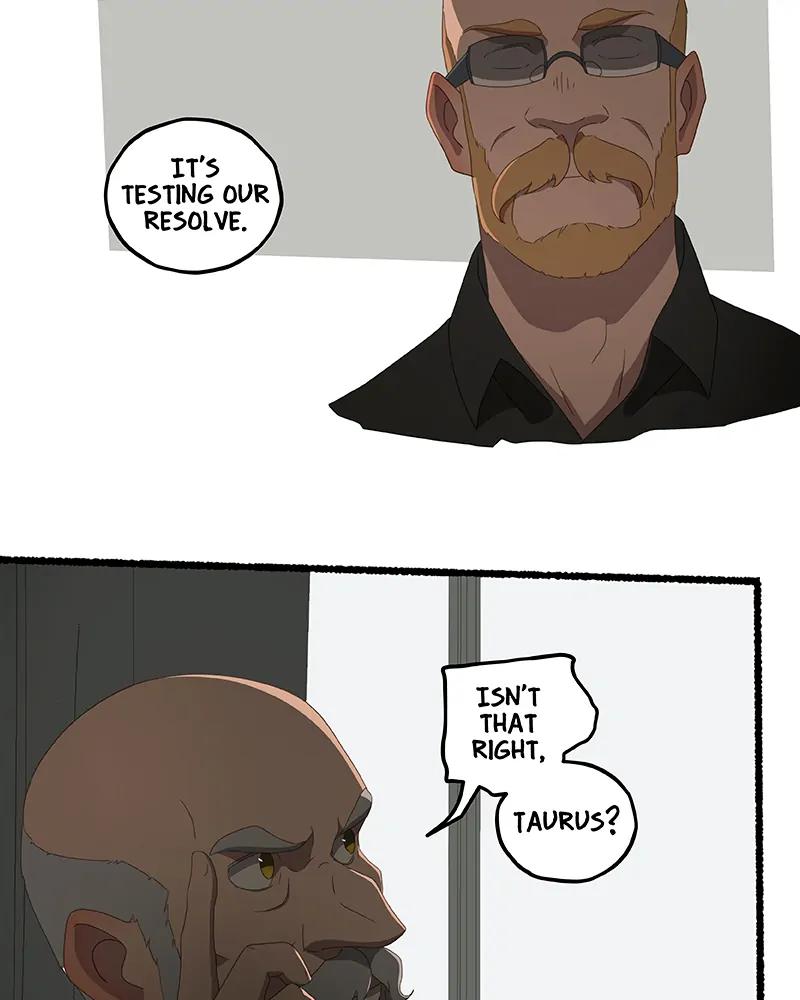 IT'S
TESTING OUR
RESOLVE.
ISN'T
THAT
RIGHT,
TAURUS?